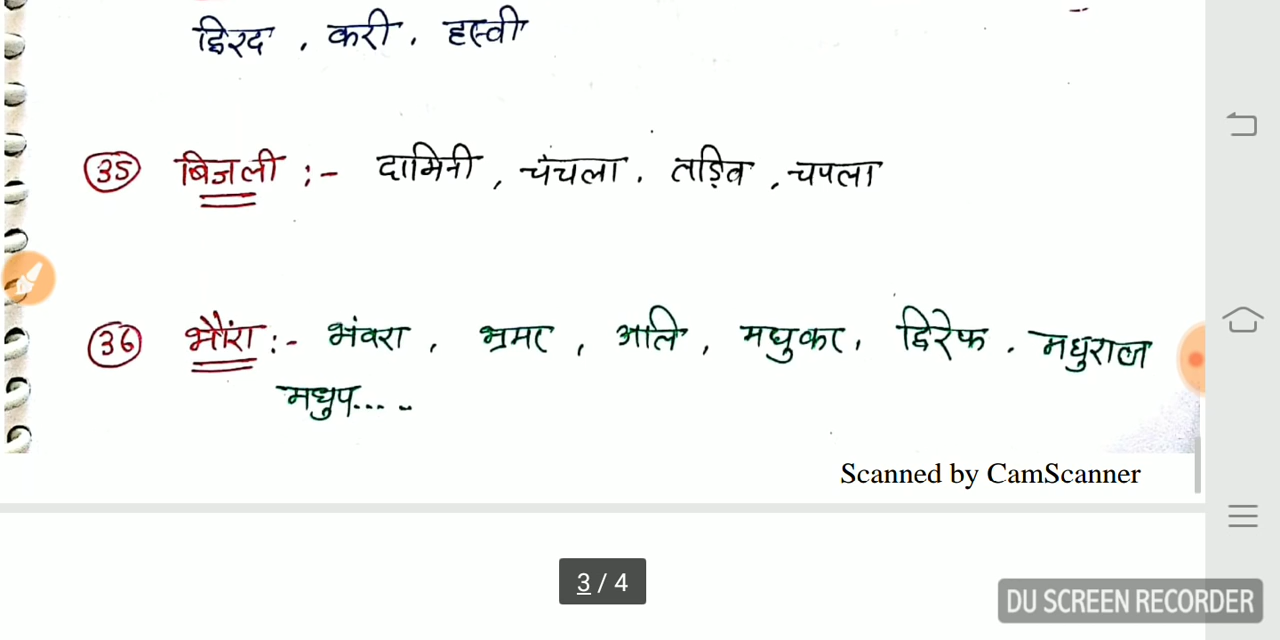 द्विरद , करी , हस्ती
35 बिजली :- दामिनी , चंचला , तड़ित , चपला
36 भौंरा :- भंवरा , भ्रमर , अलि , मधुकर , द्विरेफ , मधुराज
मधुप.....
Scanned by CamScanner
3 / 4
DU SCREEN RECORDER